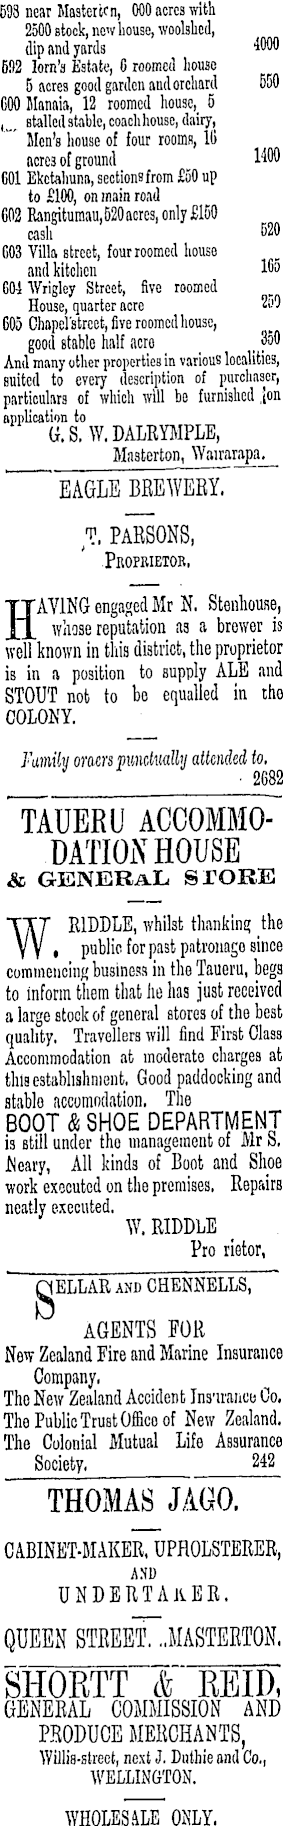 598 near Masterton, 000 acres with
2500 stock, new house, woolshed,
dip and yards 4000
592 Iorn's Estate, 6 roomed house
5 acres good garden and orchard 550
600 Manaia, 12 roomed house, 5
stalled stable, coach house, dairy,
Men's house of four rooms, 16
acres of ground 1400
601 Eketahuna, sections from £50 up
to £100, on main road
602 Rangitumau, 520 acres, only £150
cash 520
603 Villa street, four roomed house
and kitchen 165
604 Wrigley Street, five roomed
House, quarter acre 250
605 Chapel street, five roomed house,
good stable half acre 350
And many other properties in various localities,
suited to every description of purchaser,
particulars of which will be furnished on
application to
G. S. W. DALRYMPLE,
Masterton, Wairarapa.
EAGLE BREWERY.
T. PARSONS,
PROPRIETOR.
HAVING engaged Mr N. Stenhouse,
whose reputation as a brewer is
well known in this district, the proprietor
is in a position to supply ALE and
STOUT not to be equalled in the
COLONY.
Family orders punctually attended to.
2682
TAUERU ACCOMMO-
DATION HOUSE
& GENERAL STORE
W. RIDDLE, whilst thanking the
public for past patronage since
commencing business in the Taueru, begs
to inform them that he has just received
a large stock of general stores of the best
quality. Travellers will find First Class
Accommodation at moderate charges at
this establishment. Good paddocking and
stable accomodation. The
BOOT & SHOE DEPARTMENT
is still under the management of Mr S.
Neary, All kinds of Boot and Shoe
work executed on the premises. Repairs
neatly executed.
W. RIDDLE
Pro rietor,
SELLAR AND CHENNELLS,
AGENTS FOR
New Zealand Fire and Marine Insurance
Company.
The New Zealand Accident Insurance Co.
The Public Trust Office of New Zealand.
The Colonial Mutual Life Assurance
Society. 242
THOMAS JAGO.
CABINET-MAKER, UPHOLSTERER,
AND
UNDERTAKER.
QUEEN STREET. ..MASTERTON.
SHORTT & REID,
GENERAL COMMISSION AND
PRODUCE MERCHANTS,
Willis-street, next J. Duthie and Co.,
WELLINGTON.
WHOLESALE ONLY.